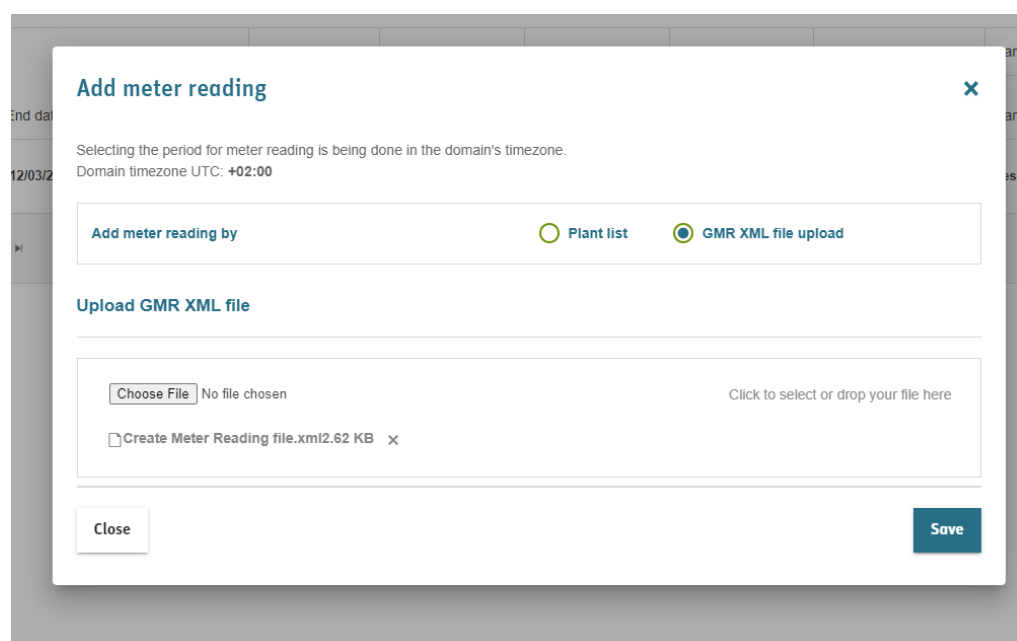 Add meter reading
Selecting the period for meter reading is being done in the domain's timezone.
Domain timezone UTC: +02:00
Add meter reading by
Plant list
GMR XML file upload
Upload GMR XML file
Choose File No file chosen
Click to select or drop your file here
Create Meter Reading file.xml2.62 KB
Close
Save
End dat
12/03/2